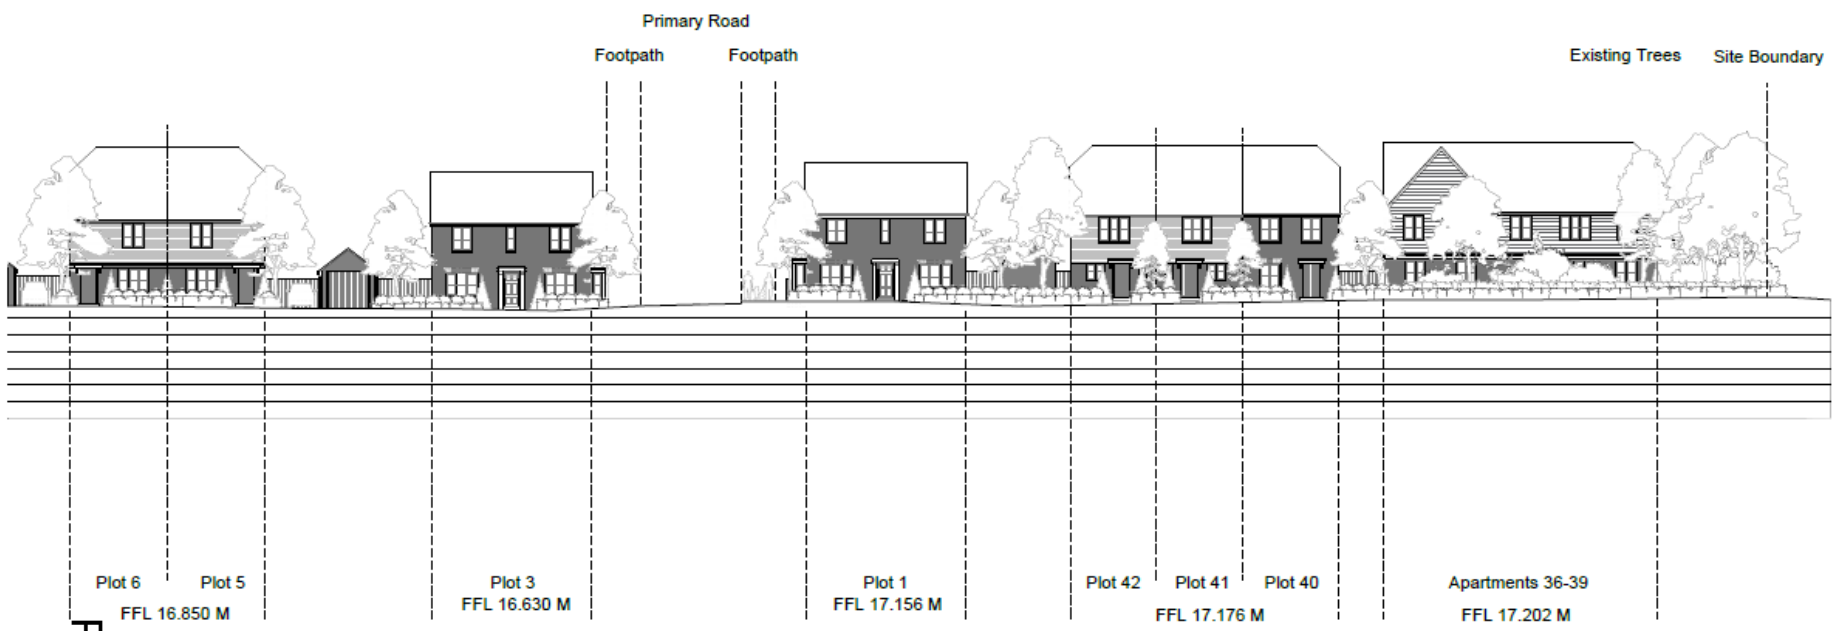 Primary Road
Footpath Footpath Existing Trees Site Boundary
Plot 6 Plot 5 Plot 3 Plot 1 Plot 42 Plot 41 Plot 40 Apartments 36-39
FFL 16.850 M FFL 16.630 M FFL 17.156 M FFL 17.176 M FFL 17.202 M